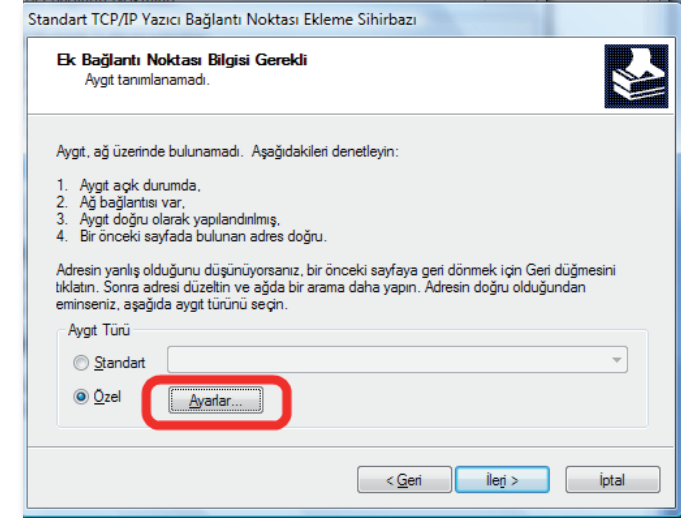 Standart TCP/IP Yazıcı Bağlantı Noktası Ekleme Sihirbazı
Ek Bağlantı Noktası Bilgisi Gerekli
Aygıt tanımlanamadı.
Aygıt, ağ üzerinde bulunamadı. Aşağıdakileri denetleyin:
1. Aygıt açık durumda,
2. Ağ bağlantısı var,
3. Aygıt doğru olarak yapılandırılmış,
4. Bir önceki sayfada bulunan adres doğru.
Adresin yanlış olduğunu düşünüyorsanız, bir önceki sayfaya geri dönmek için Geri düğmesini
tıklatın. Sonra adresi düzeltin ve ağda bir arama daha yapın. Adresin doğru olduğundan
eminseniz, aşağıda aygıt türünü seçin.
Aygıt Türü
Standart
Özel
Ayarlar...
< Geri
İleri >
İptal